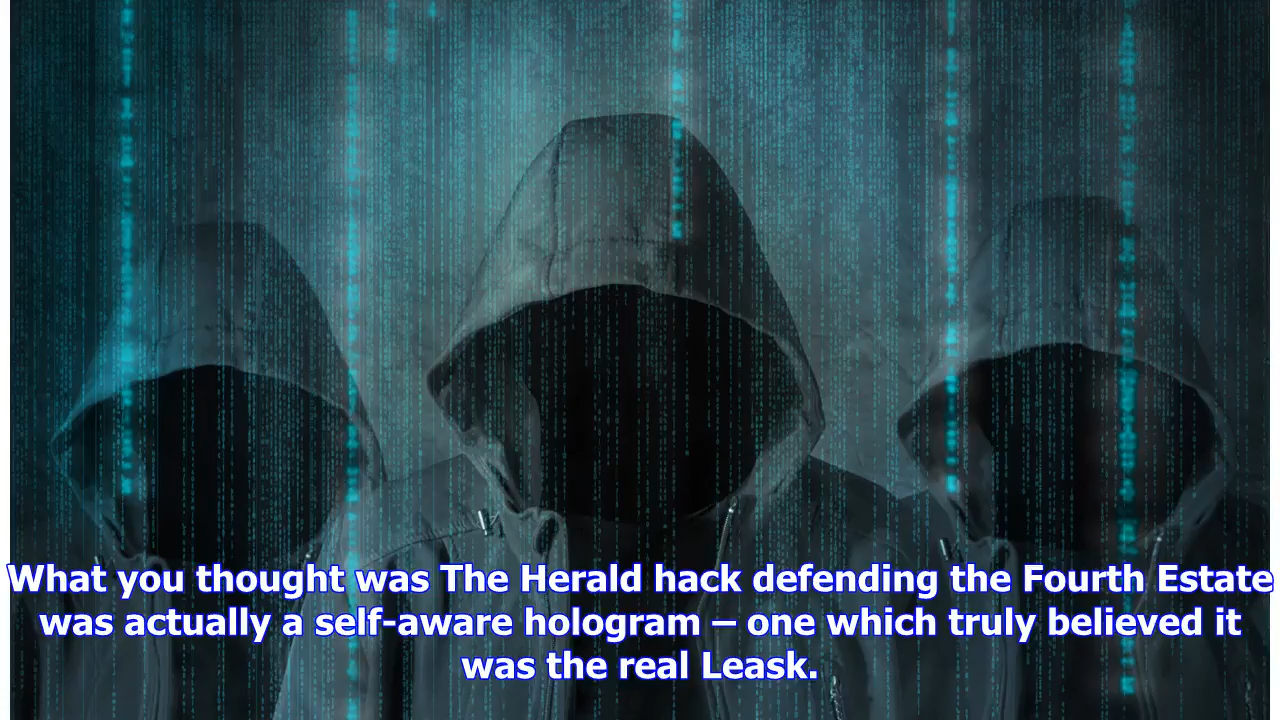 What you thought was The Herald hack defending the Fourth Estate
was actually a self-aware hologram – one which truly believed it
was the real Leask.